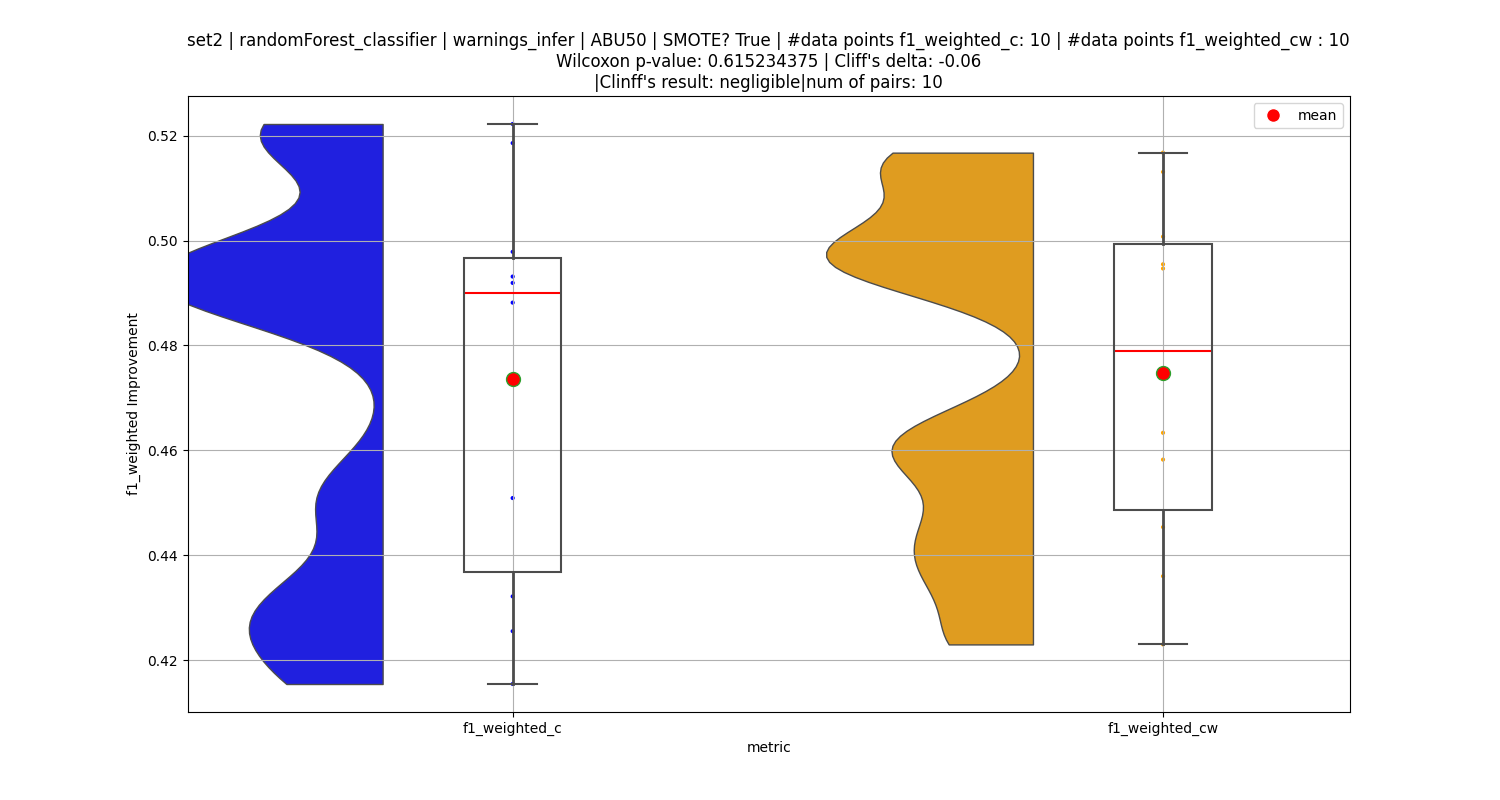 set2 | randomForest_classifier | warnings_infer | ABU50 | SMOTE? True | #data points f1_weighted_c: 10 | #data points f1_weighted_cw : 10
Wilcoxon p-value: 0.615234375 | Cliff's delta: -0.06
|Clinff's result: negligible|num of pairs: 10
mean
0.52
0.50
0.48
0.46
0.44
0.42
f1_weighted Improvement
f1_weighted_c
f1_weighted_cw
metric